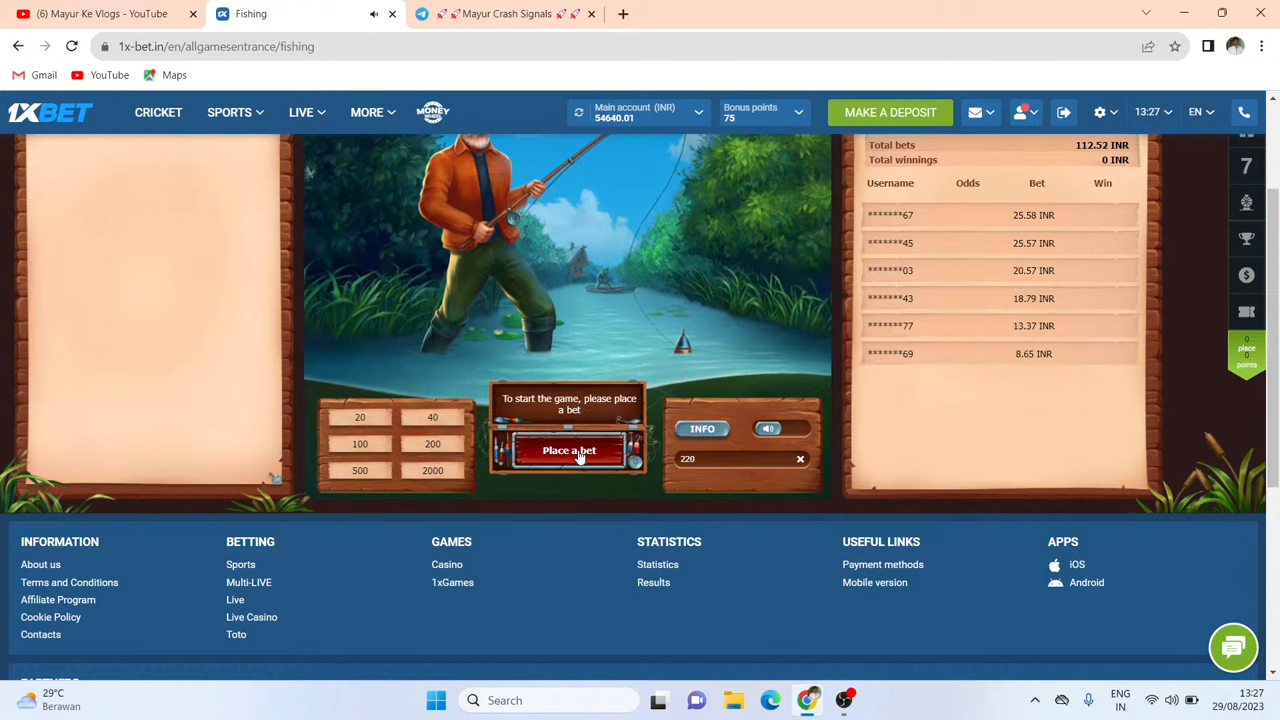 (6) Mayur Ke Vlogs - YouTube
Fishing
🚀🚀Mayur Crash Signals 🚀🚀
1x-bet.in/en/allgamesentrance/fishing
Gmail
YouTube
Maps
1XBET
CRICKET
SPORTS
LIVE
MORE
MONEY WHEEL
Main account (INR)
54640.01
Bonus points
75
MAKE A DEPOSIT
13:27
EN
Total bets 112.52 INR
Total winnings 0 INR
Username Odds Bet Win
*******67 25.58 INR
*******45 25.57 INR
*******03 20.57 INR
*******43 18.79 INR
*******77 13.37 INR
*******69 8.65 INR
7
0
place
0
points
To start the game, please place
a bet
Place a bet
20 40
100 200
500 2000
INFO
220
INFORMATION
About us
Terms and Conditions
Affiliate Program
Cookie Policy
Contacts
BETTING
Sports
Multi-LIVE
Live
Live Casino
Toto
GAMES
Casino
1xGames
STATISTICS
Statistics
Results
USEFUL LINKS
Payment methods
Mobile version
APPS
iOS
Android
29°C
Berawan
Search
ENG
IN
13:27
29/08/2023